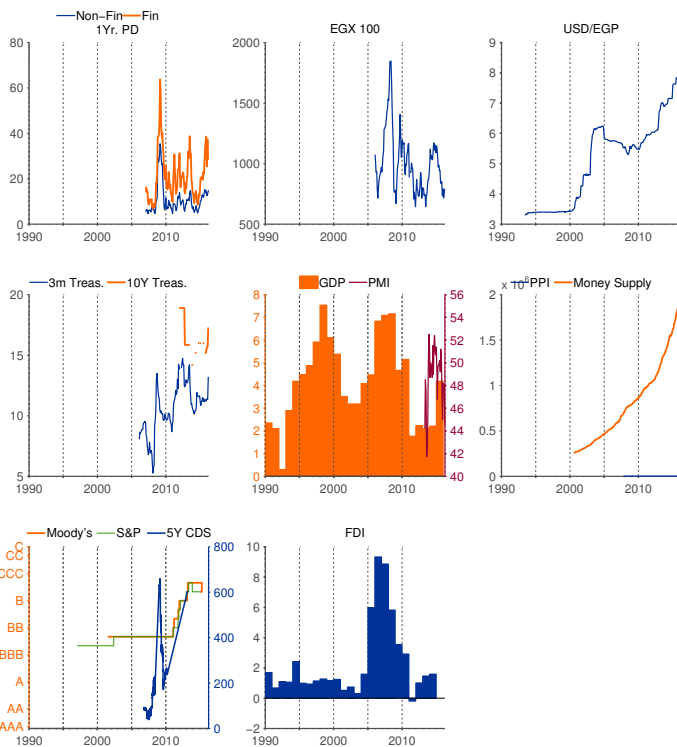 Non-Fin Fin
1Yr. PD
80
60
40
20
0
1990 2000 2010
EGX 100
2000
1500
1000
500
1990 2000 2010
USD/EGP
9
8
7
6
5
4
3
1990 2000 2010
3m Treas. 10Y Treas.
20
15
10
5
1990 2000 2010
GDP PMI
8 56
7 54
6 52
5 50
4 48
3 46
2 44
1 42
0 40
1990 2000 2010
x 10^6 PPI Money Supply
2
1.5
1
0.5
0
1990 2000 2010
Moody's S&P 5Y CDS
C 800
CC
CCC
B 600
BB
BBB 400
A
AA 200
AAA 0
1990 2000 2010
FDI
10
8
6
4
2
0
−2
1990 2000 2010